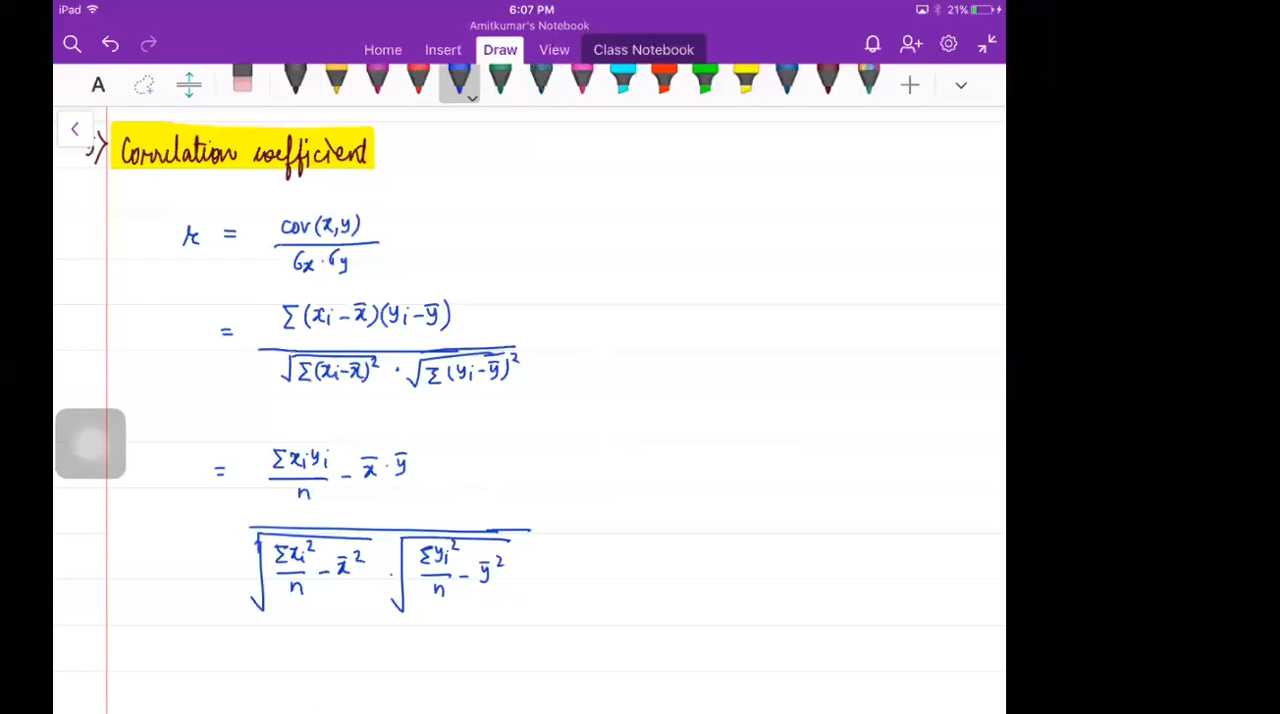 iPad 6:07 PM 21%
Amitkumar's Notebook
Home Insert Draw View Class Notebook
A
Correlation coefficient
r = cov(x,y) / σx · σy
= Σ(xi – x̄)(yi – ȳ) / √Σ(xi–x̄)² · √Σ(yi–ȳ)²
= Σxiyi / n – x̄ · ȳ
√Σxi² / n – x̄² · √Σyi² / n – ȳ²